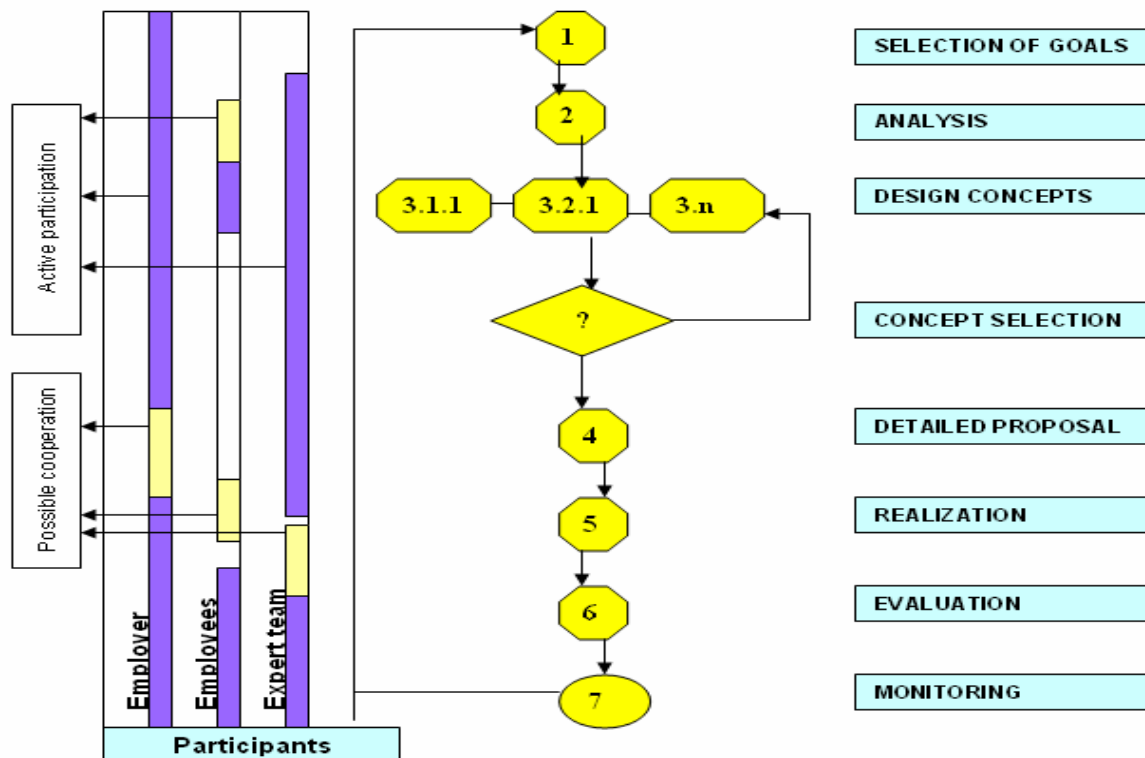 Active participation
Possible cooperation
Employer
Employees
Expert team
Participants
1
2
3.1.1
3.2.1
3.n
?
4
5
6
7
SELECTION OF GOALS
ANALYSIS
DESIGN CONCEPTS
CONCEPT SELECTION
DETAILED PROPOSAL
REALIZATION
EVALUATION
MONITORING